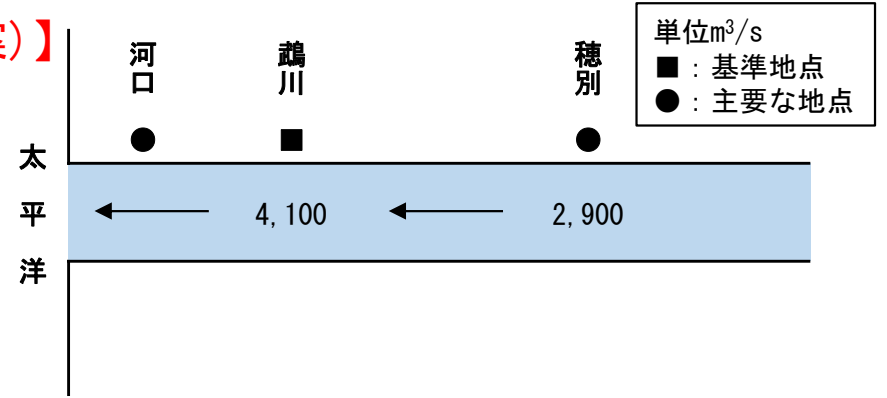 案）】
単位m³/s
■：基準地点
●：主要な地点
河口
鵡川
穂別
太平洋
4,100
2,900